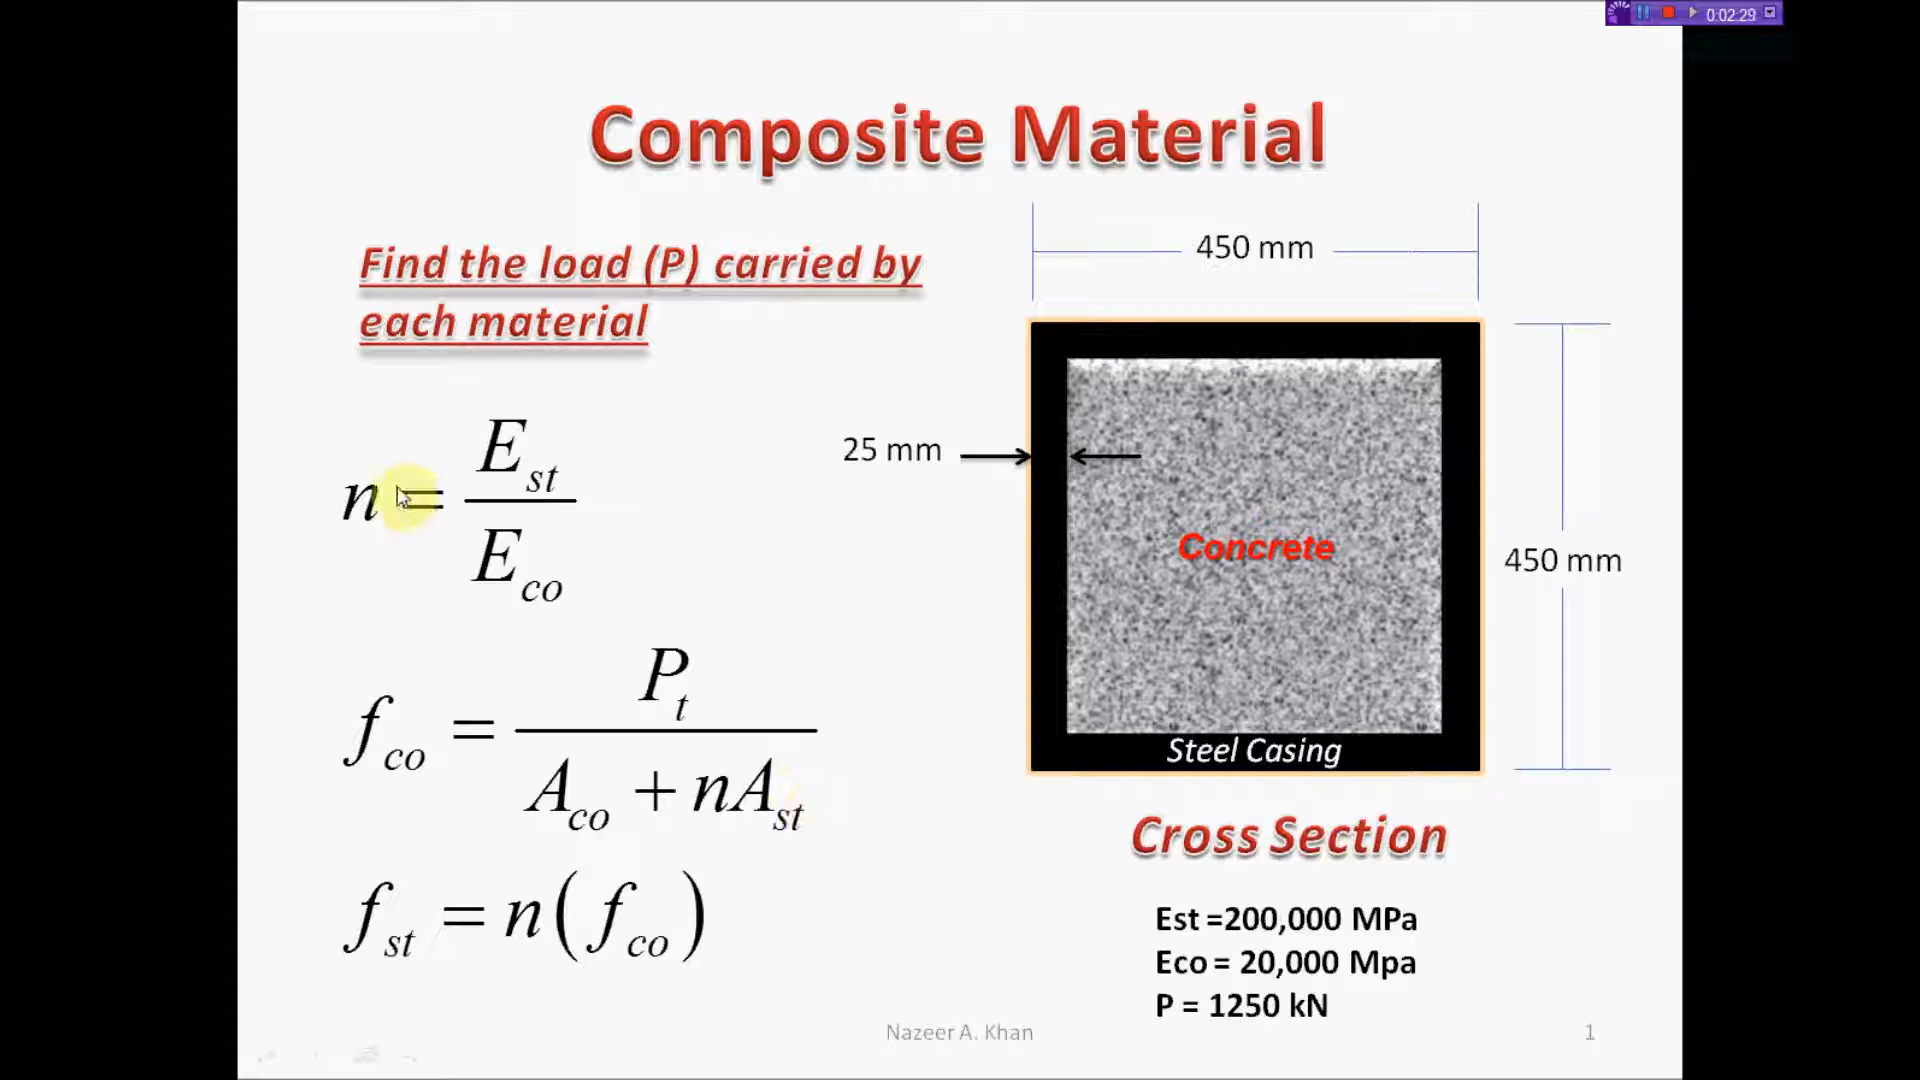 0:02:29
Composite Material
Find the load (P) carried by
each material
450 mm
n = E_st / E_co
25 mm
Concrete
450 mm
f_co = P_t / (A_co + nA_st)
Steel Casing
Cross Section
f_st = n(f_co)
Est =200,000 MPa
Eco = 20,000 Mpa
P = 1250 kN
Nazeer A. Khan
1